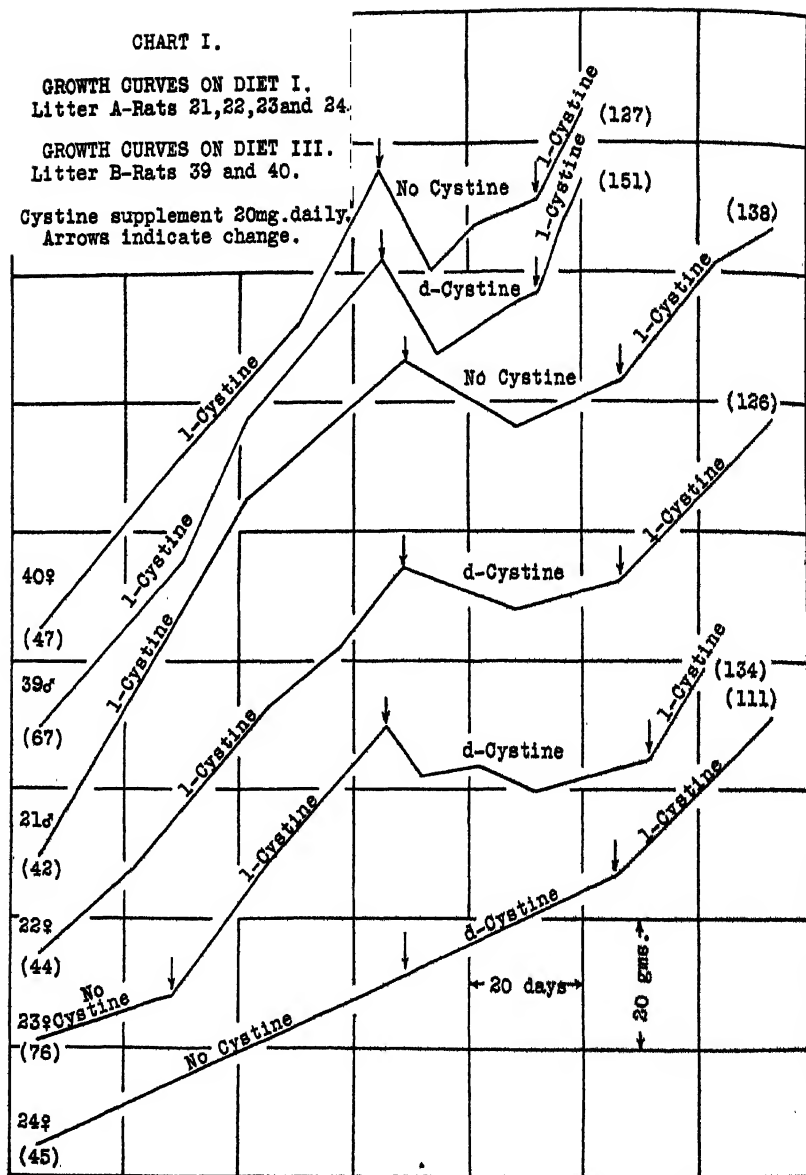 CHART I.
GROWTH CURVES ON DIET I.
Litter A-Rats 21,22,23and 24.
GROWTH CURVES ON DIET III.
Litter B-Rats 39 and 40.
Cystine supplement 20mg.daily.
Arrows indicate change.
40♀
(47)
l-Cystine
No Cystine
l-Cystine
(127)
39♂
(67)
l-Cystine
d-Cystine
l-Cystine
(151)
21♂
(42)
l-Cystine
No Cystine
l-Cystine
(138)
22♀
(44)
l-Cystine
d-Cystine
l-Cystine
(126)
23♀
(76)
No
Cystine
l-Cystine
d-Cystine
l-Cystine
(134)
24♀
(45)
No Cystine
d-Cystine
l-Cystine
(111)
20 days
20 gms.